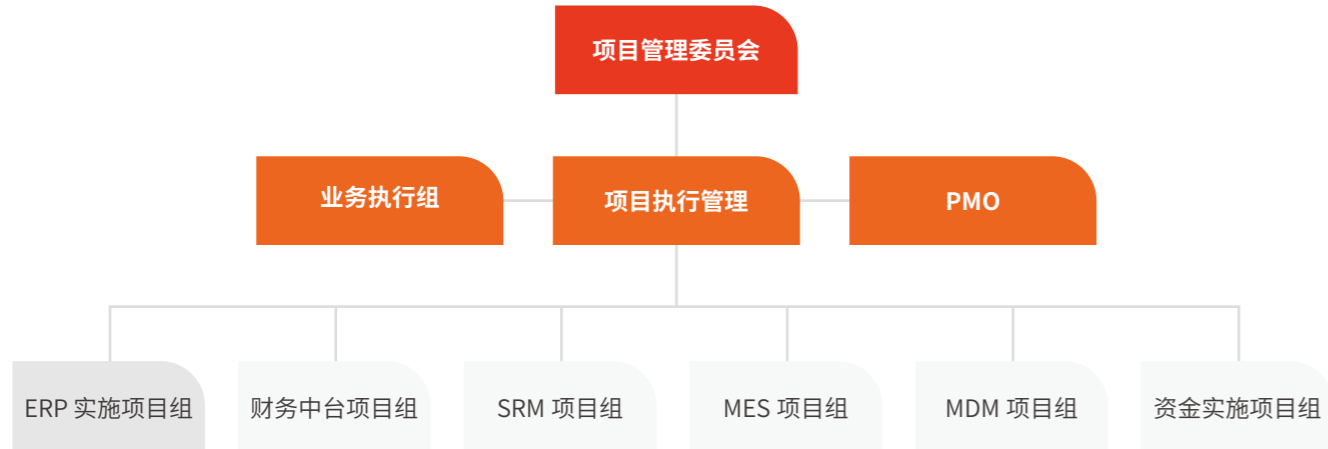 项目管理委员会
业务执行组
项目执行管理
PMO
ERP 实施项目组
财务中台项目组
SRM 项目组
MES 项目组
MDM 项目组
资金实施项目组